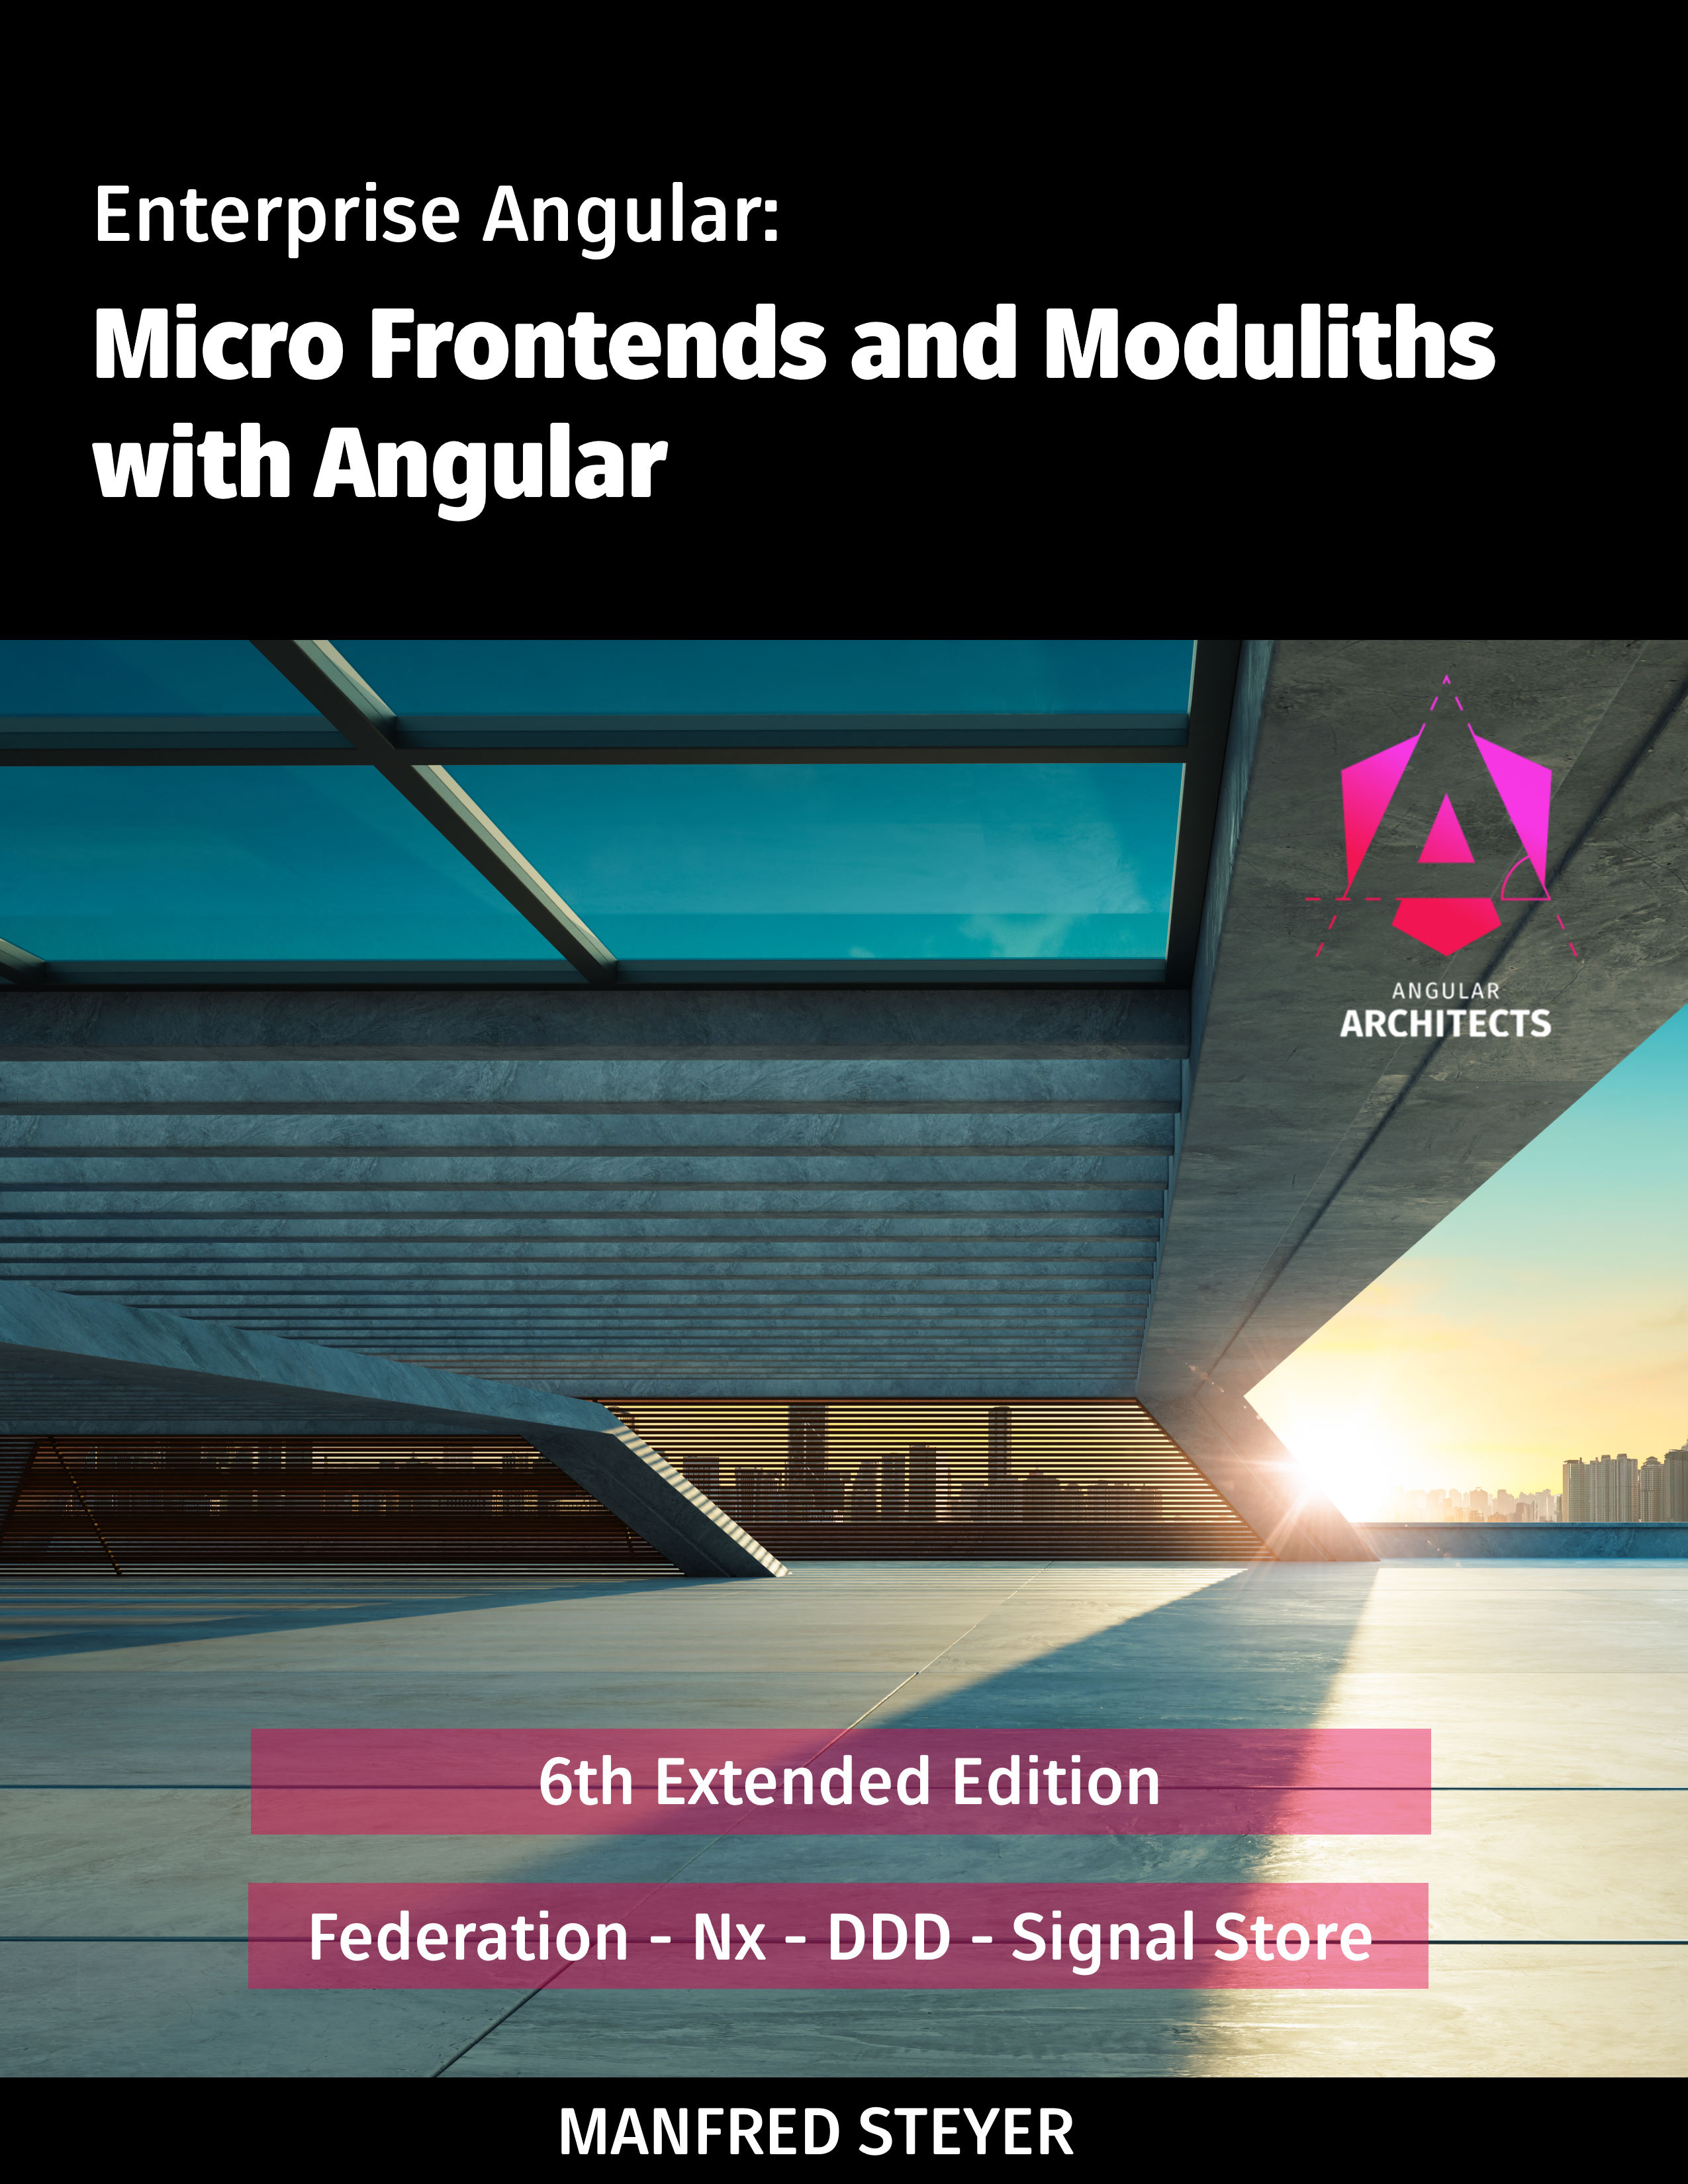 Enterprise Angular:
Micro Frontends and Moduliths
with Angular
ANGULAR
ARCHITECTS
6th Extended Edition
Federation - Nx - DDD - Signal Store
MANFRED STEYER